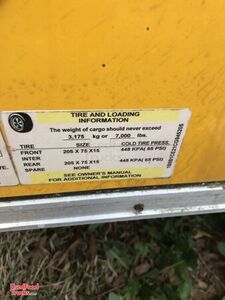 TIRE AND LOADING
INFORMATION
The weight of cargo should never exceed
3,175 kg or 7,000 lbs.
TIRE SIZE COLD TIRE PRESS.
FRONT 205 X 75 X 15 448 KPA( 65 PSI)
INTER
REAR 205 X 75 X 15 448 KPA( 65 PSI)
SPARE NONE
SEE OWNER'S MANUAL
FOR ADDITIONAL INFORMATION